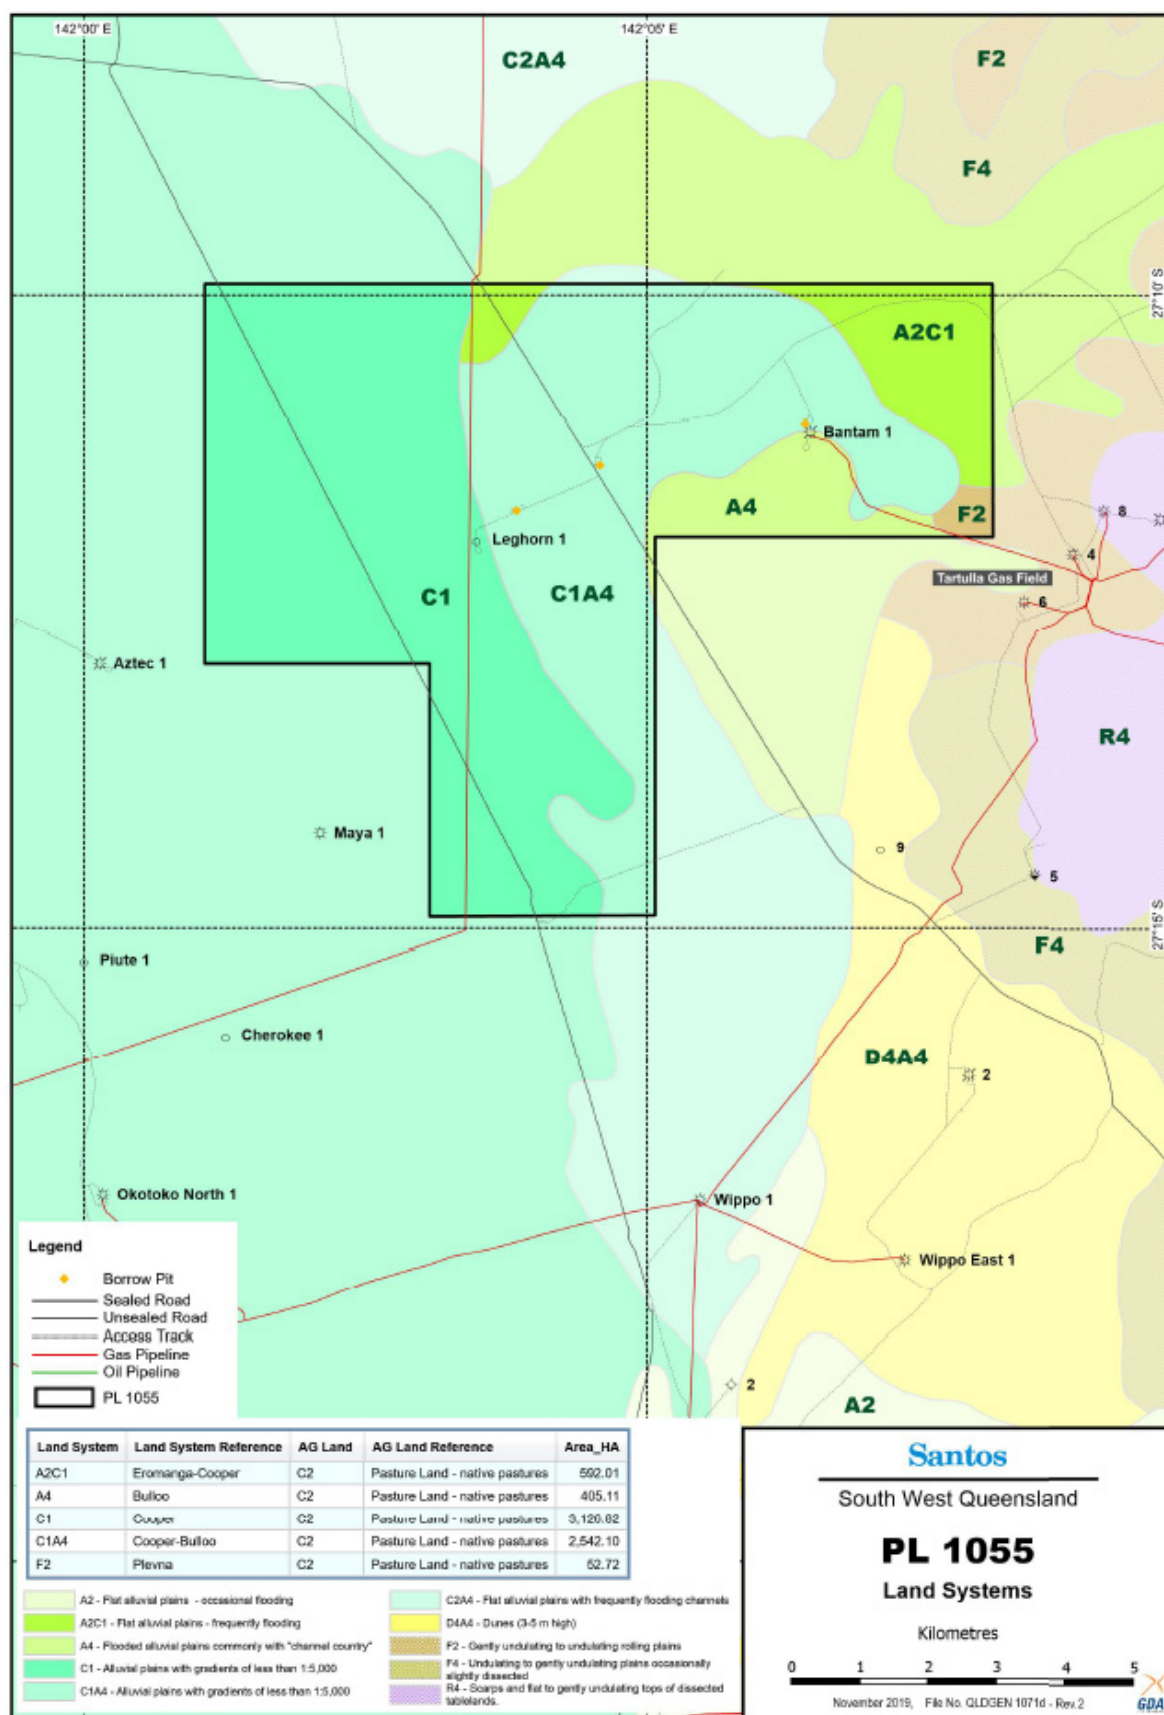 142°00' E
142°05' E
C2A4
F2
F4
27°10' S
A2C1
Bantam 1
A4
F2
8
Leghorn 1
4
Tartulla Gas Field
C1
C1A4
6
Aztec 1
R4
Maya 1
9
5
27°15' S
F4
Piute 1
Cherokee 1
D4A4
2
Okotoko North 1
Wippo 1
Wippo East 1
2
A2
Legend
Borrow Pit
Sealed Road
Unsealed Road
Access Track
Gas Pipeline
Oil Pipeline
PL 1055
Land System Land System Reference AG Land AG Land Reference Area_HA
A2C1 Eromanga-Cooper C2 Pasture Land - native pastures 592.01
A4 Bulloo C2 Pasture Land - native pastures 405.11
C1 Cooper C2 Pasture Land - native pastures 3,126.82
C1A4 Cooper-Bulloo C2 Pasture Land - native pastures 2,542.10
F2 Plevna C2 Pasture Land - native pastures 52.72
A2 - Flat alluvial plains - occasional flooding
A2C1 - Flat alluvial plains - frequently flooding
A4 - Flooded alluvial plains commonly with "channel country"
C1 - Alluvial plains with gradients of less than 1:5,000
C1A4 - Alluvial plains with gradients of less than 1:5,000
C2A4 - Flat alluvial plains with frequently flooding channels
D4A4 - Dunes (3-5 m high)
F2 - Gently undulating to undulating rolling plains
F4 - Undulating to gently undulating plains occasionally
slightly dissected
R4 - Scarps and flat to gently undulating tops of dissected
tablelands.
Santos
South West Queensland
PL 1055
Land Systems
Kilometres
0 1 2 3 4 5
November 2019, File No. QLDGEN 1071d - Rev.2
GDA